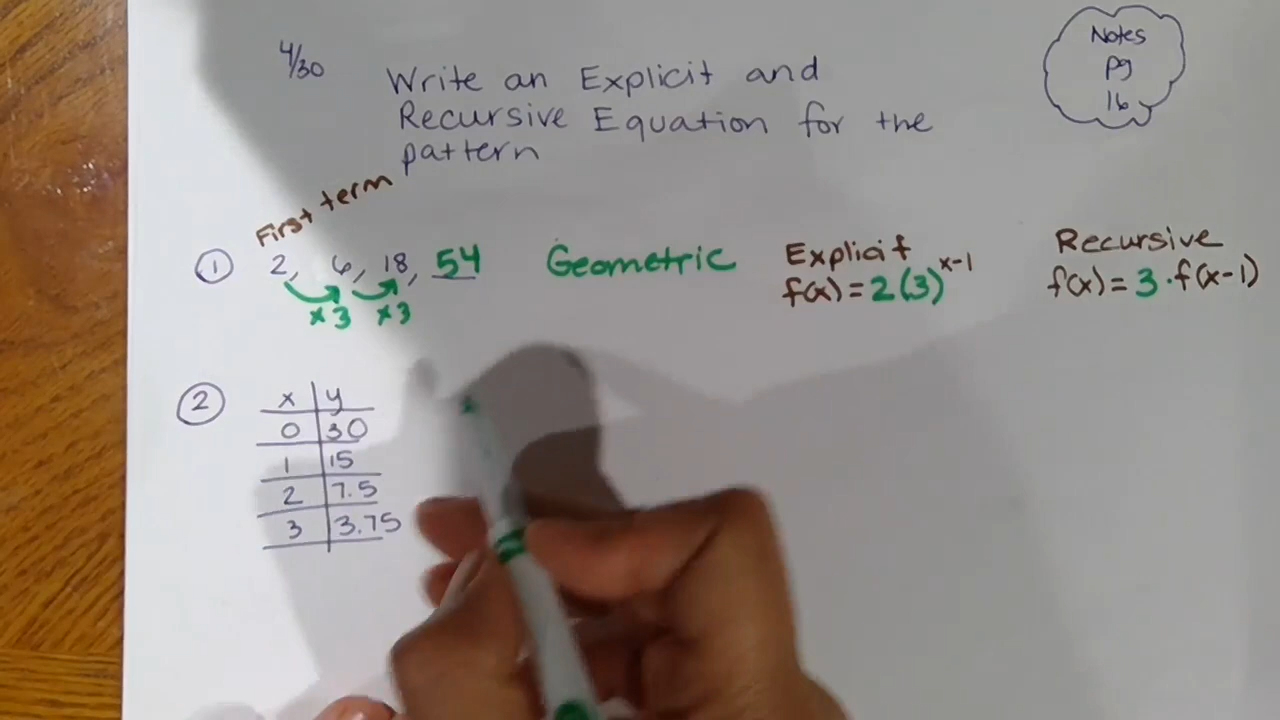 4/30
Write an Explicit and
Recursive Equation for the
pattern
Notes
pg
16
First term
① 2, 6, 18, 54 Geometric
×3 ×3
Explicit
f(x) = 2(3)^x-1
Recursive
f(x) = 3 · f(x-1)
②
x y
0 30
1 15
2 7.5
3 3.75